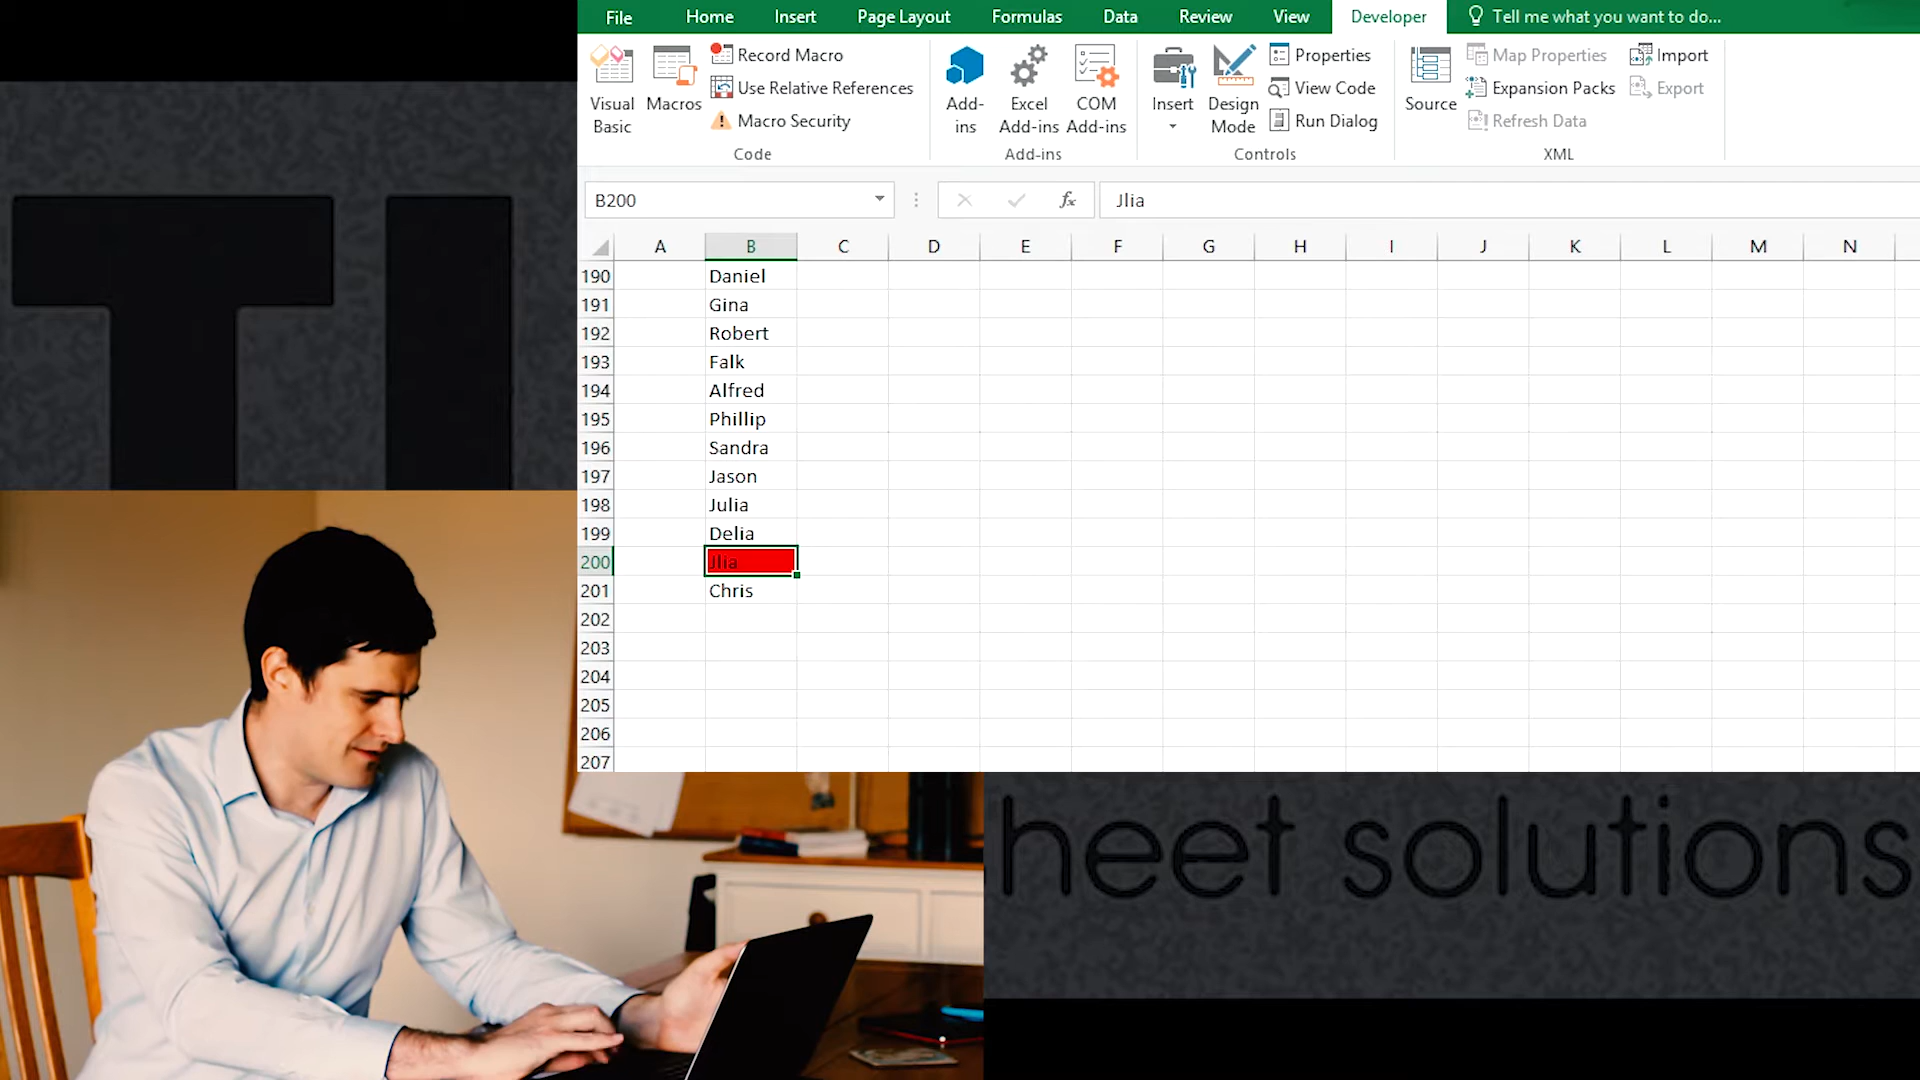 TI
File Home Insert Page Layout Formulas Data Review View Developer Tell me what you want to do...
Visual Basic
Macros
Record Macro
Use Relative References
Macro Security
Code
Add-ins
Excel Add-ins
COM Add-ins
Add-ins
Insert
Design Mode
Properties
View Code
Run Dialog
Controls
Source
Map Properties
Expansion Packs
Refresh Data
Import
Export
XML
B200 fx Jlia
A B C D E F G H I J K L M N
190 Daniel
191 Gina
192 Robert
193 Falk
194 Alfred
195 Phillip
196 Sandra
197 Jason
198 Julia
199 Delia
200 Jlia
201 Chris
202
203
204
205
206
207
heet solutions